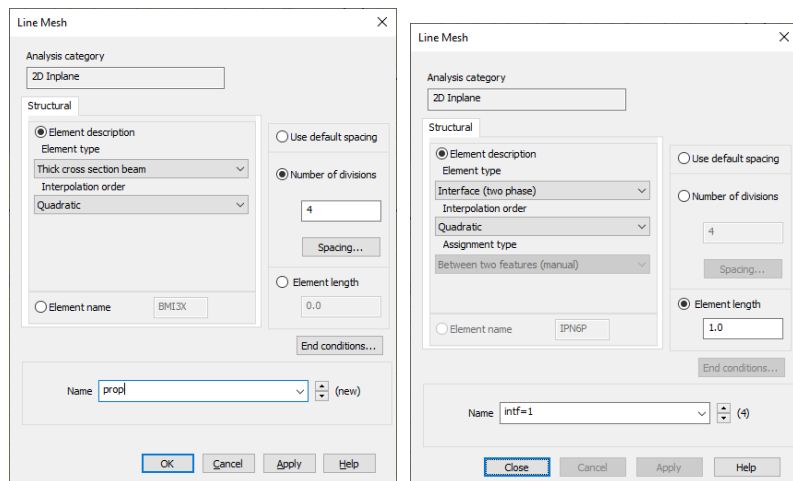 Line Mesh
Analysis category
2D Inplane
Structural
Element description
Element type
Thick cross section beam
Interpolation order
Quadratic
Element name
BMI3X
Use default spacing
Number of divisions
4
Spacing...
Element length
0.0
End conditions...
Name
prop
(new)
OK
Cancel
Apply
Help
Line Mesh
Analysis category
2D Inplane
Structural
Element description
Element type
Interface (two phase)
Interpolation order
Quadratic
Assignment type
Between two features (manual)
Element name
IPN6P
Use default spacing
Number of divisions
4
Spacing...
Element length
1.0
End conditions...
Name
intf=1
(4)
Close
Cancel
Apply
Help